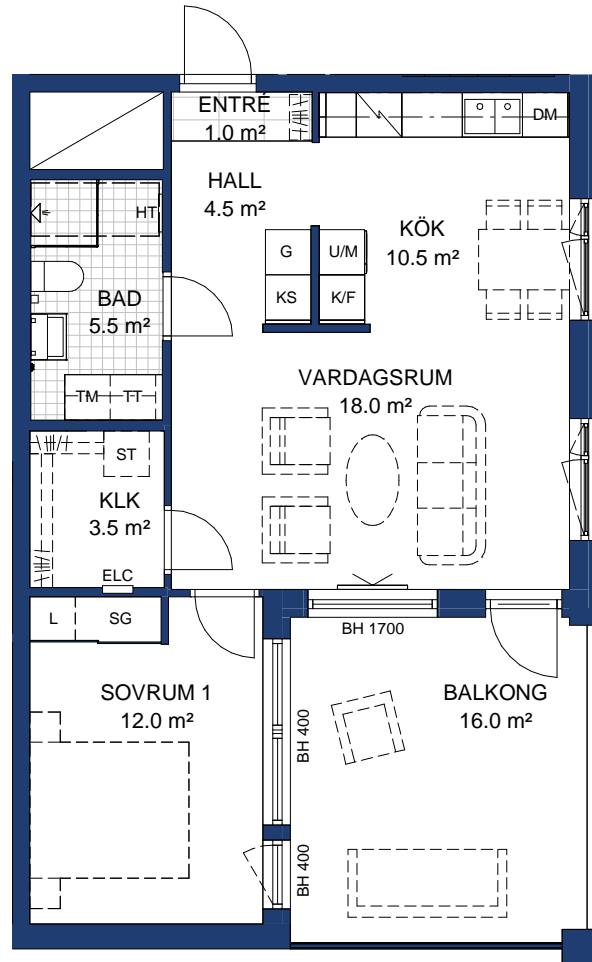 ENTRÉ
1.0 m²
DM
HALL
4.5 m²
HT
KÖK
10.5 m²
G
U/M
KS
K/F
BAD
5.5 m²
VARDAGSRUM
18.0 m²
TM
TT
ST
KLK
3.5 m²
ELC
L
SG
BH 1700
SOVRUM 1
12.0 m²
BALKONG
16.0 m²
BH 400
BH 400